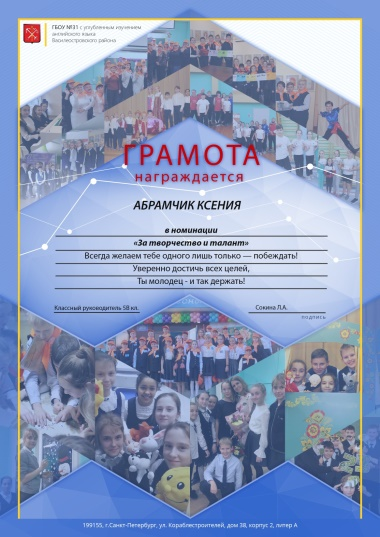 ГБОУ №31 с углубленным изучением
английского языка
Василеостровского района
ГРАМОТА
награждается
АБРАМЧИК КСЕНИЯ
в номинации
«За творчество и талант»
Всегда желаем тебе одного лишь только — побеждать!
Уверенно достичь всех целей,
Ты молодец - и так держать!
Классный руководитель 5В кл. Сокина Л.А.
подпись
199155, г.Санкт-Петербург, ул. Кораблестроителей, дом 38, корпус 2, литер А